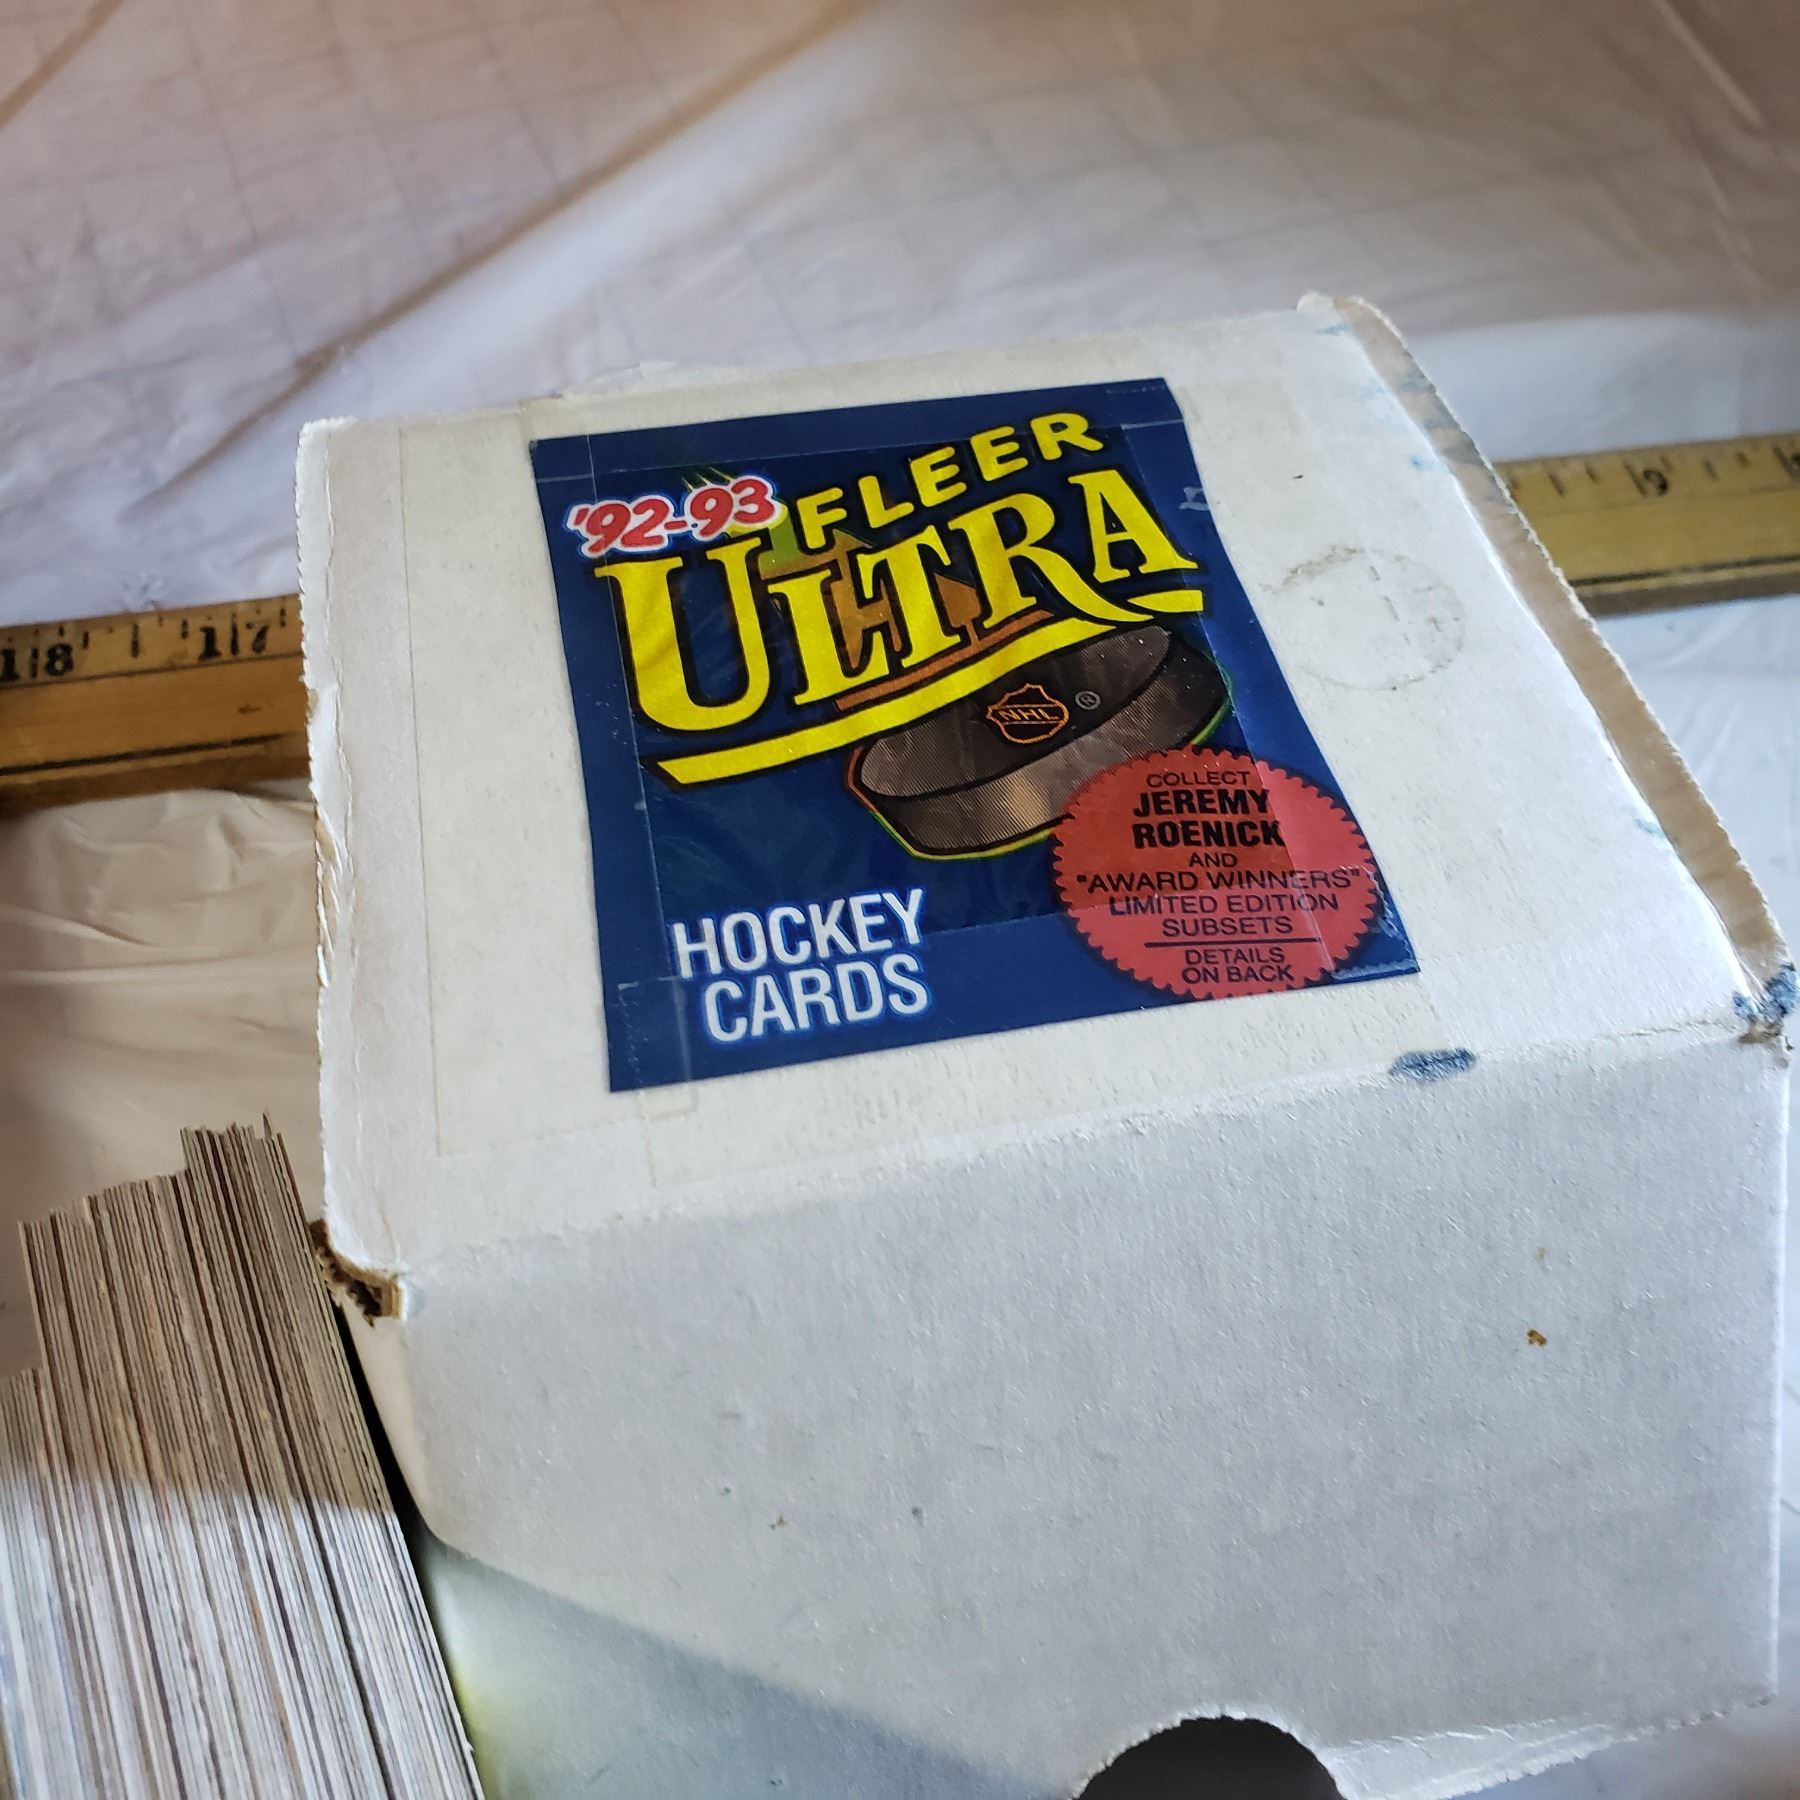 '92-93
FLEER
ULTRA
NHL ®
COLLECT
JEREMY
ROENICK
AND
"AWARD WINNERS"
LIMITED EDITION
SUBSETS
DETAILS
ON BACK
HOCKEY
CARDS
18 17
9